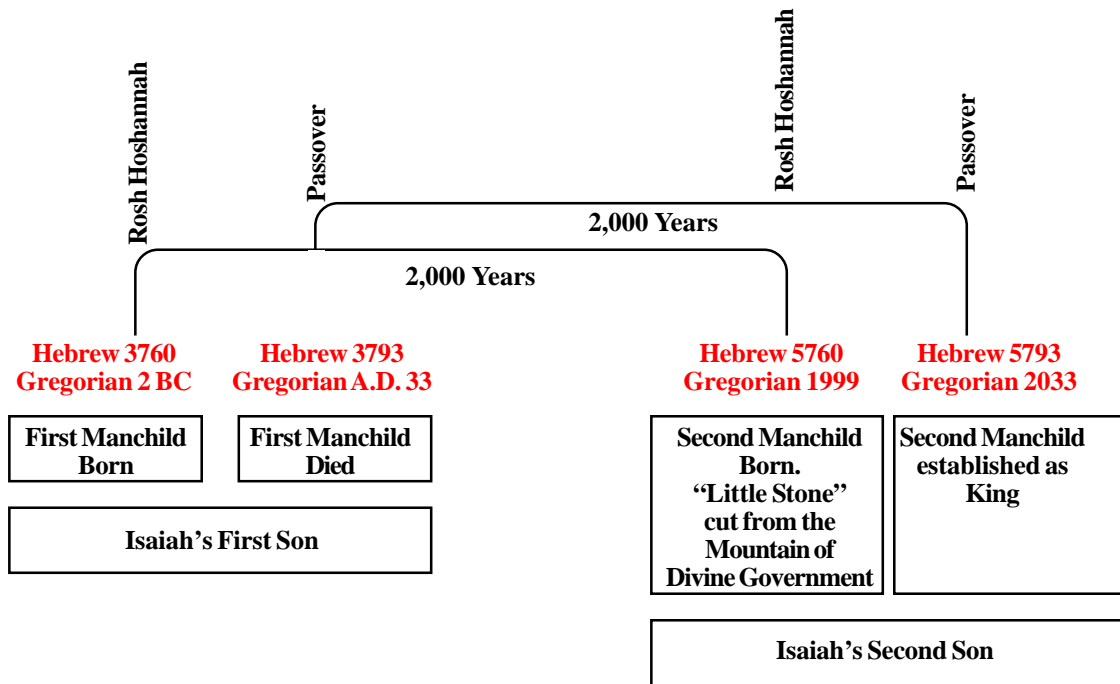 Rosh Hoshannah
Passover
Rosh Hoshannah
Passover
2,000 Years
2,000 Years
Hebrew 3760
Gregorian 2 BC
Hebrew 3793
Gregorian A.D. 33
Hebrew 5760
Gregorian 1999
Hebrew 5793
Gregorian 2033
First Manchild
Born
First Manchild
Died
Second Manchild
Born.
“Little Stone”
cut from the
Mountain of
Divine Government
Second Manchild
established as
King
Isaiah’s First Son
Isaiah’s Second Son